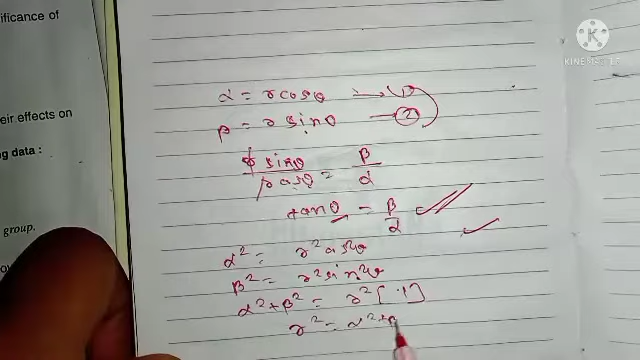 ificance of
eir effects on
ng data :
group.
KINEMASTER
α = r cosθ → (1)
β = r sinθ → (2)
r sinθ / r cosθ = β / α
tanθ = β / α
α² = r² cos²θ
β² = r² sin²θ
α² + β² = r² [ 1 ]
r² = α² + β